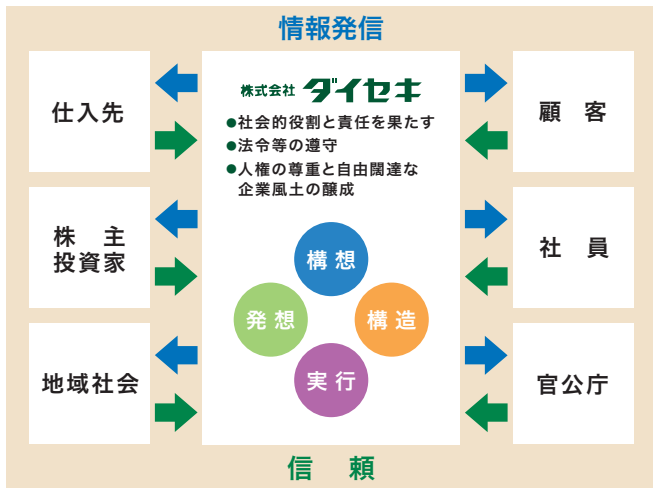 情報発信
仕入先
株　主
投資家
地域社会
株式会社 ダイセキ
●社会的役割と責任を果たす
●法令等の遵守
●人権の尊重と自由闊達な
企業風土の醸成
構想
発想
構造
実行
顧　客
社　員
官公庁
信　頼